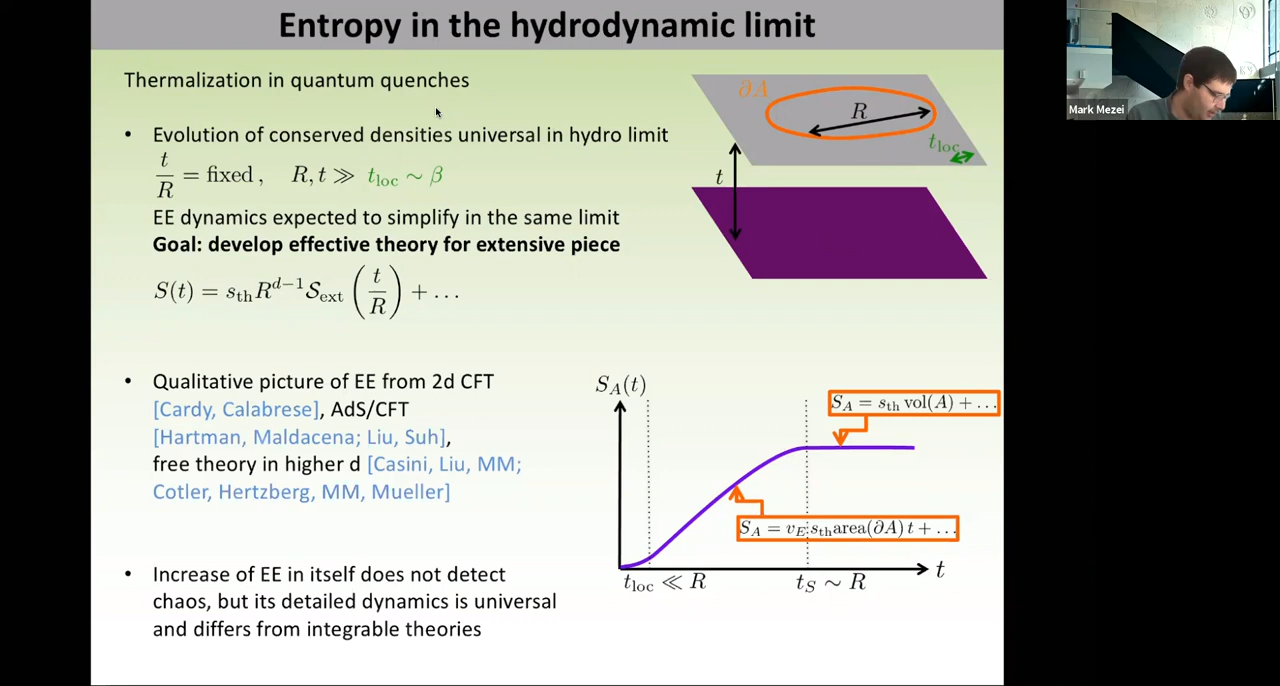 Entropy in the hydrodynamic limit
Thermalization in quantum quenches
• Evolution of conserved densities universal in hydro limit
t/R = fixed , R, t ≫ t_loc ∼ β
EE dynamics expected to simplify in the same limit
Goal: develop effective theory for extensive piece
S(t) = s_th R^{d−1} 𝒮_ext (t/R) + …
• Qualitative picture of EE from 2d CFT
[Cardy, Calabrese], AdS/CFT
[Hartman, Maldacena; Liu, Suh],
free theory in higher d [Casini, Liu, MM;
Cotler, Hertzberg, MM, Mueller]
• Increase of EE in itself does not detect
chaos, but its detailed dynamics is universal
and differs from integrable theories
∂A
R
t_loc
t
S_A(t)
S_A = s_th vol(A) + …
S_A = v_E s_th area(∂A) t + …
t_loc ≪ R
t_S ∼ R
t
Mark Mezei